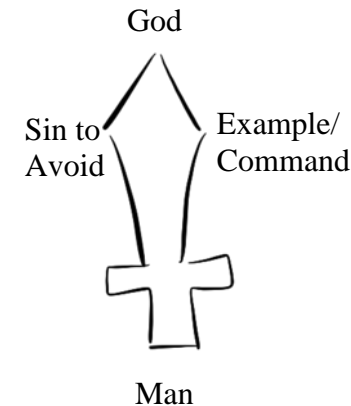 God
Sin to
Avoid
Example/
Command
Man